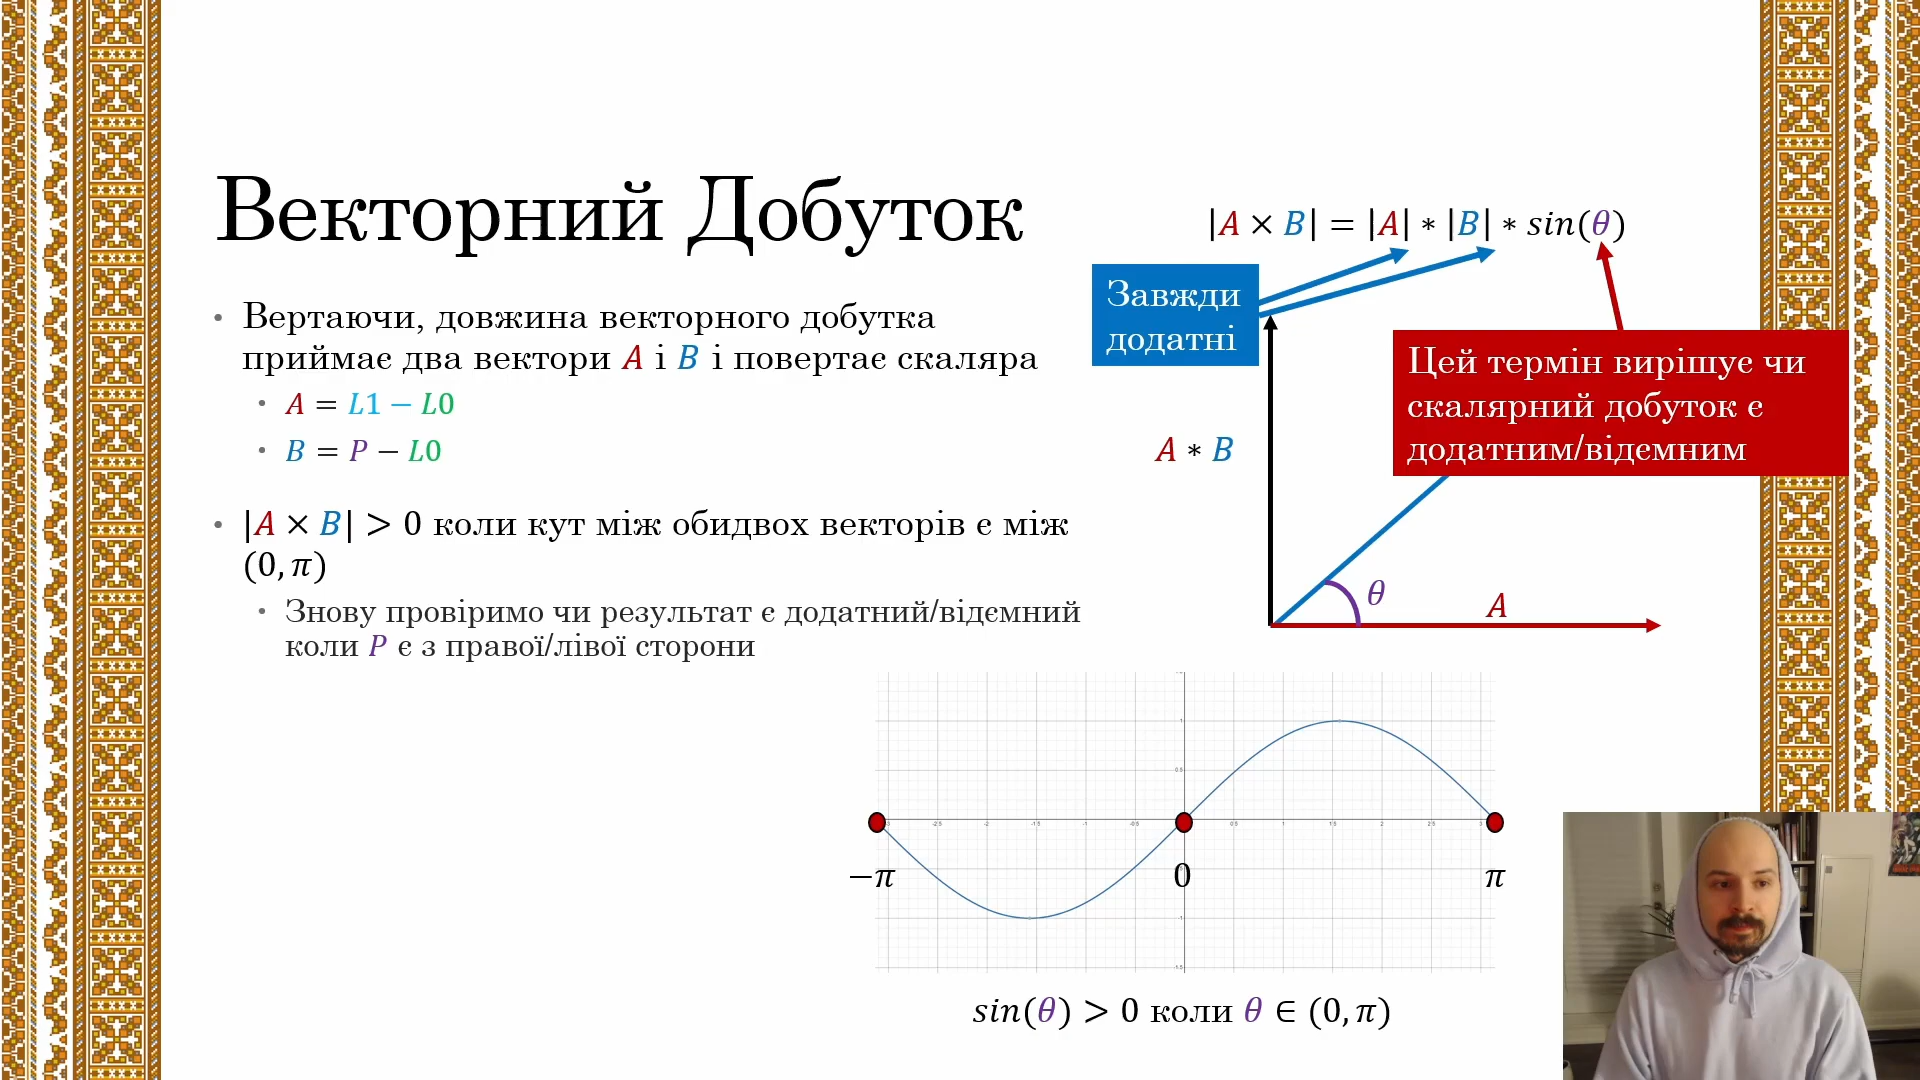 Векторний Добуток
• Вертаючи, довжина векторного добутка
приймає два вектори A і B і повертає скаляра
• A = L1 − L0
• B = P − L0
• |A × B| > 0 коли кут між обидвох векторів є між
(0, π)
• Знову провіримо чи результат є додатний/відємний
коли P є з правої/лівої сторони
|A × B| = |A| ∗ |B| ∗ sin(θ)
Завжди
додатні
Цей термін вирішує чи
скалярний добуток є
додатним/відємним
A ∗ B
θ
A
−π
0
π
sin(θ) > 0 коли θ ∈ (0, π)